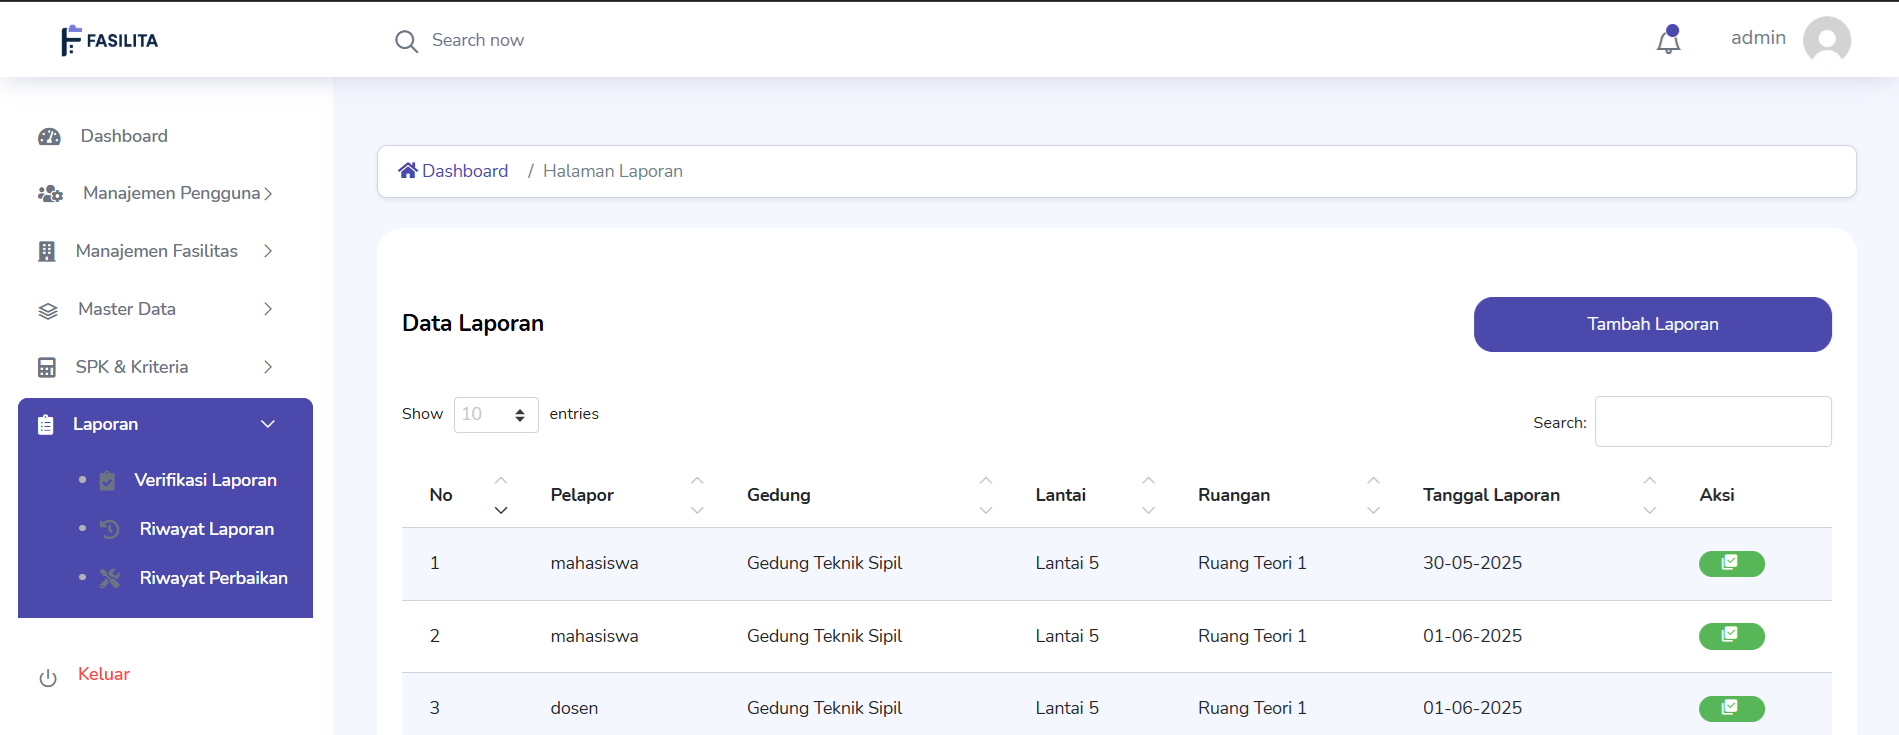 FASILITA
Search now
admin
Dashboard
Manajemen Pengguna
Manajemen Fasilitas
Master Data
SPK & Kriteria
Laporan
Verifikasi Laporan
Riwayat Laporan
Riwayat Perbaikan
Keluar
Dashboard / Halaman Laporan
Data Laporan
Tambah Laporan
Show 10 entries
Search:
No Pelapor Gedung Lantai Ruangan Tanggal Laporan Aksi
1 mahasiswa Gedung Teknik Sipil Lantai 5 Ruang Teori 1 30-05-2025
2 mahasiswa Gedung Teknik Sipil Lantai 5 Ruang Teori 1 01-06-2025
3 dosen Gedung Teknik Sipil Lantai 5 Ruang Teori 1 01-06-2025